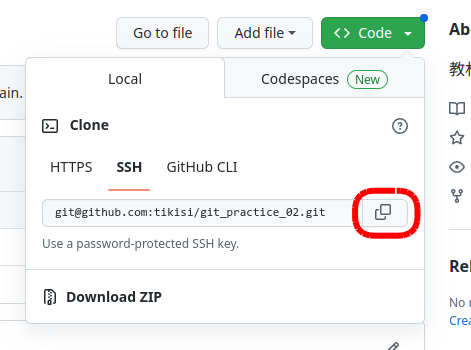 Go to file
Add file
Code
Ab
Local
Codespaces
New
教材
ain.
Clone
HTTPS
SSH
GitHub CLI
git@github.com:tikisi/git_practice_02.git
Use a password-protected SSH key.
Rel
Download ZIP
No r
Crea